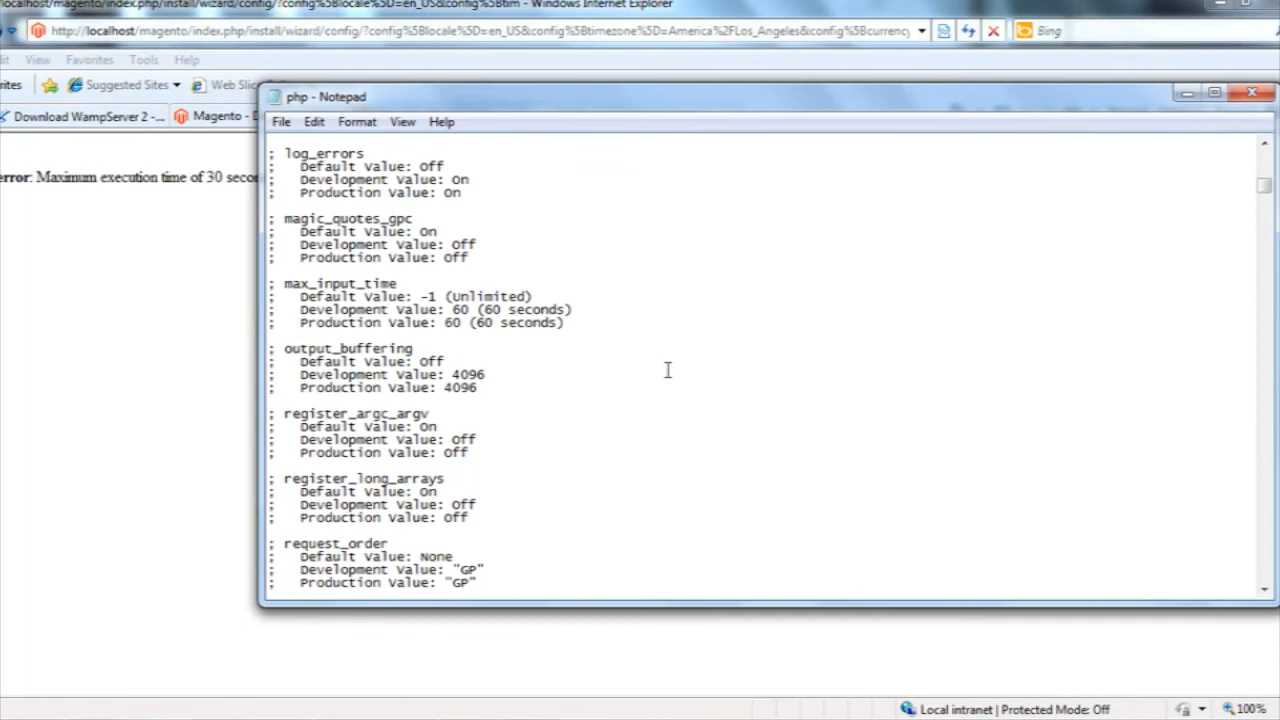 localhost/magento/index.php/install/wizard/config/?config%5Blocale%5D=en_US&config%5Btim - Windows Internet Explorer
http://localhost/magento/index.php/install/wizard/config/?config%5Blocale%5D=en_US&config%5Btimezone%5D=America%2FLos_Angeles&config%5Bcurrency
Bing
it View Favorites Tools Help
rites Suggested Sites Web Slic
Download WampServer 2 -... Magento -
error: Maximum execution time of 30 secon
php - Notepad
File Edit Format View Help
; log_errors
;   Default Value: Off
;   Development Value: On
;   Production Value: On
; magic_quotes_gpc
;   Default Value: On
;   Development Value: Off
;   Production Value: Off
; max_input_time
;   Default Value: -1 (Unlimited)
;   Development Value: 60 (60 seconds)
;   Production Value: 60 (60 seconds)
; output_buffering
;   Default Value: Off
;   Development Value: 4096
;   Production Value: 4096
; register_argc_argv
;   Default Value: On
;   Development Value: Off
;   Production Value: Off
; register_long_arrays
;   Default Value: On
;   Development Value: Off
;   Production Value: Off
; request_order
;   Default Value: None
;   Development Value: "GP"
;   Production Value: "GP"
Local intranet | Protected Mode: Off
100%